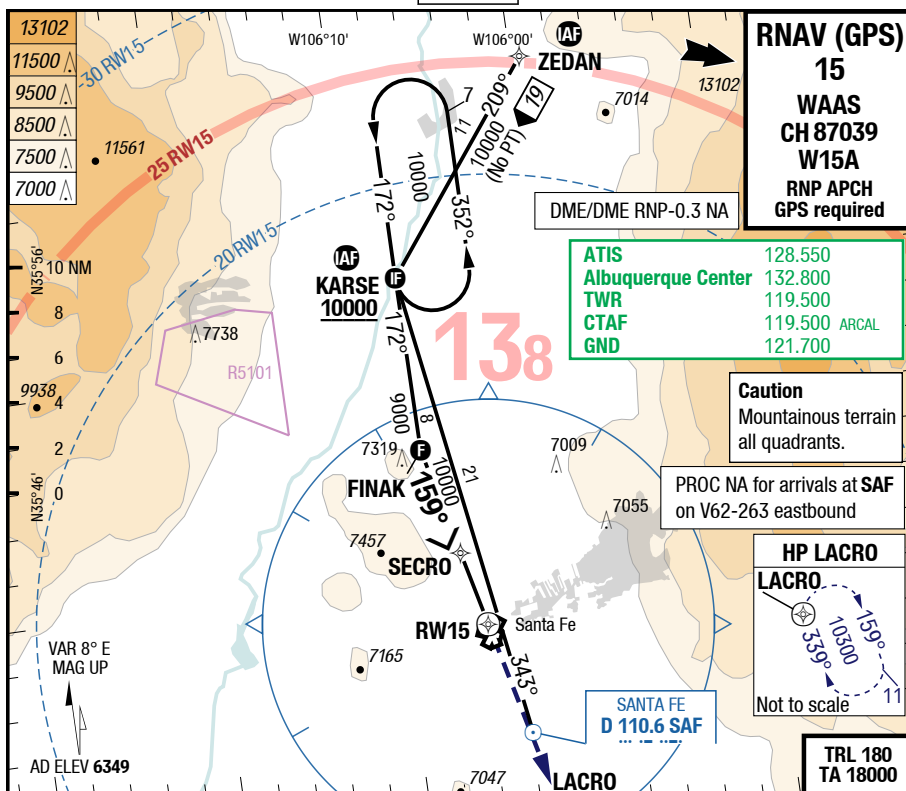 13102
11500
9500
8500
7500
7000
30 RW15
25 RW15
20 RW15
11561
W106°10'
W106°00'
IAF
ZEDAN
209°
10000
(No PT)
19
11
7
7014
13102
RNAV (GPS)
15
WAAS
CH 87039
W15A
RNP APCH
GPS required
DME/DME RNP-0.3 NA
172°
10000
352°
IAF
KARSE
10000
IF
N35°56'
10 NM
8
6
4
2
0
N35°46'
ATIS 128.550
Albuquerque Center 132.800
TWR 119.500
CTAF 119.500 ARCAL
GND 121.700
7738
R5101
9938
138
172°
9000
8
10000
21
Caution
Mountainous terrain
all quadrants.
7319
F
FINAK
159°
7009
7055
PROC NA for arrivals at SAF
on V62-263 eastbound
7457
SECRO
RW15
Santa Fe
HP LACRO
LACRO
159°
10300
339°
11
Not to scale
7165
343°
VAR 8° E
MAG UP
AD ELEV 6349
SANTA FE
D 110.6 SAF
LACRO
7047
TRL 180
TA 18000